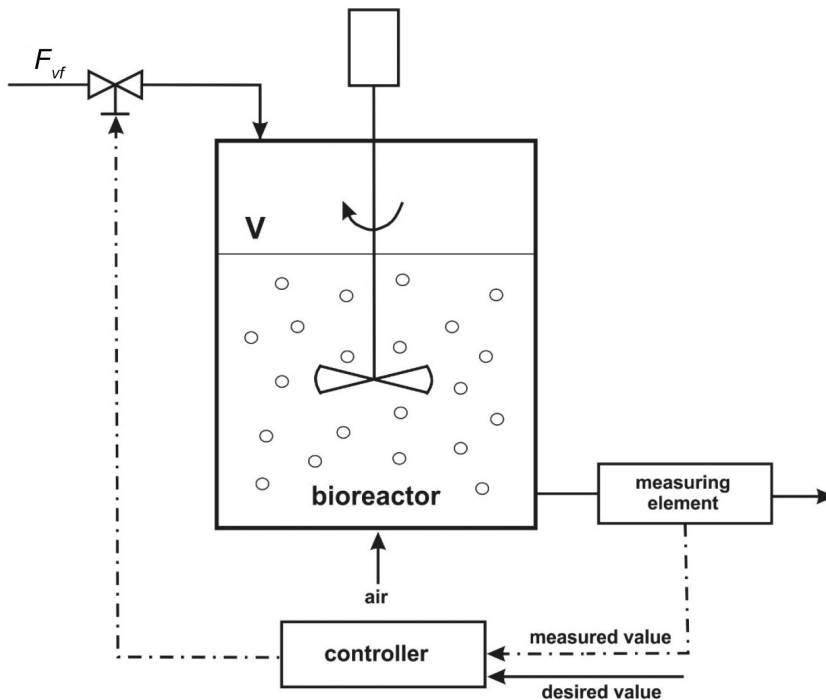 F_vf
V
bioreactor
measuring
element
air
measured value
controller
desired value